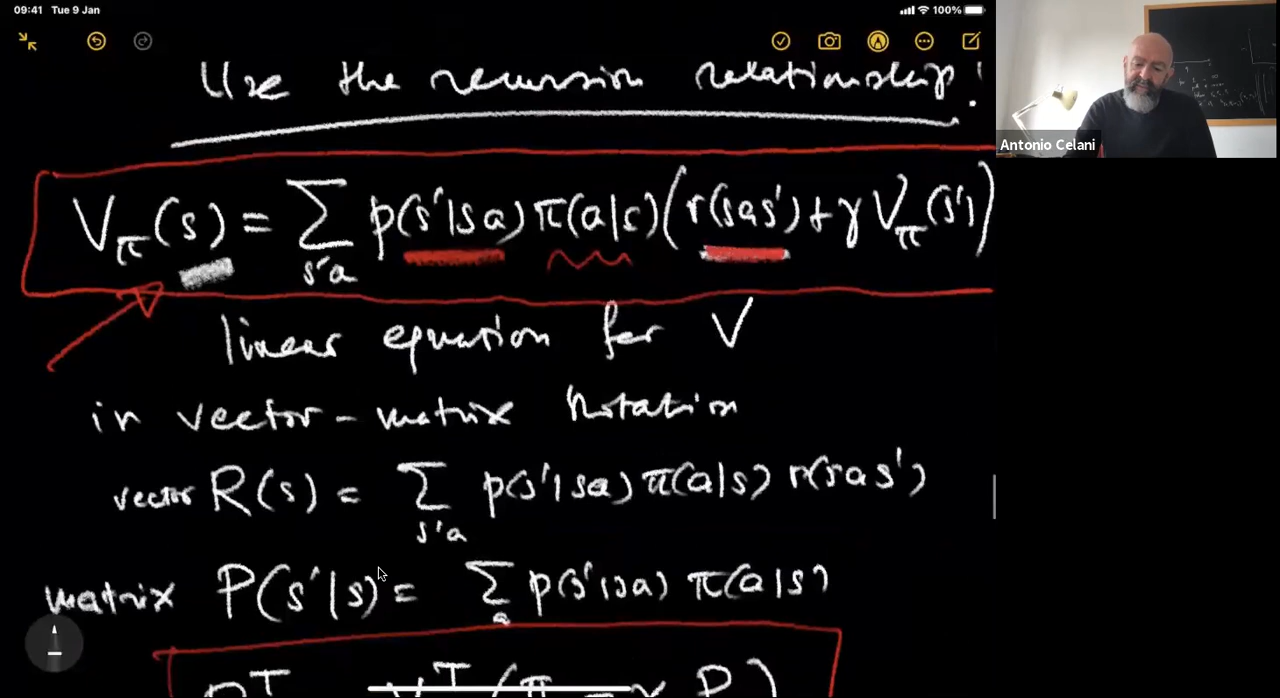 09:41 Tue 9 Jan 100%
Use the recursion relationship!
Antonio Celani
Vπ(s) = Σ p(s'|sa) π(a|s) (r(sas') + γ Vπ(s'))
s'a
linear equation for V
in vector-matrix notation
vector R(s) = Σ p(s'|sa) π(a|s) r(sas')
s'a
matrix P(s'|s) = Σ p(s'|sa) π(a|s)
a